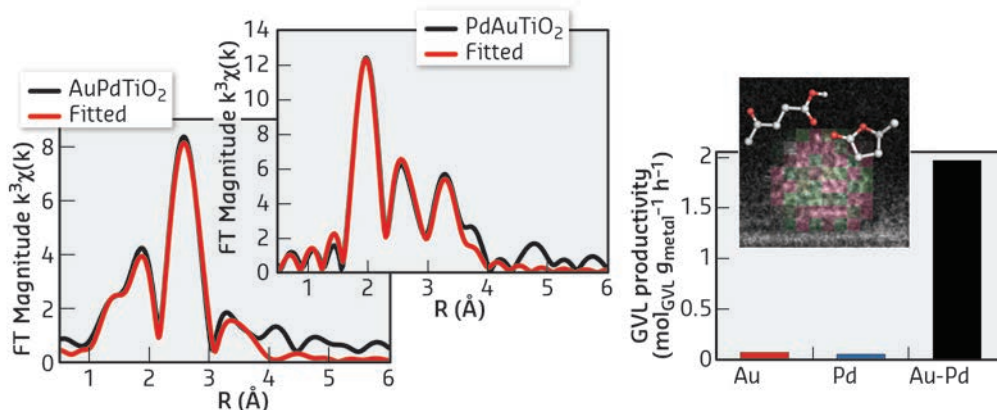 AuPdTiO₂
Fitted
FT Magnitude k³χ(k)
8
6
4
2
0
1 2 3 4 5 6
R (Å)
PdAuTiO₂
Fitted
FT Magnitude k³χ(k)
14
12
10
8
6
4
2
0
1 2 3 4 5 6
R (Å)
GVL productivity
(mol_GVL g_metal⁻¹ h⁻¹)
2
1.5
1
0.5
0
Au Pd Au-Pd